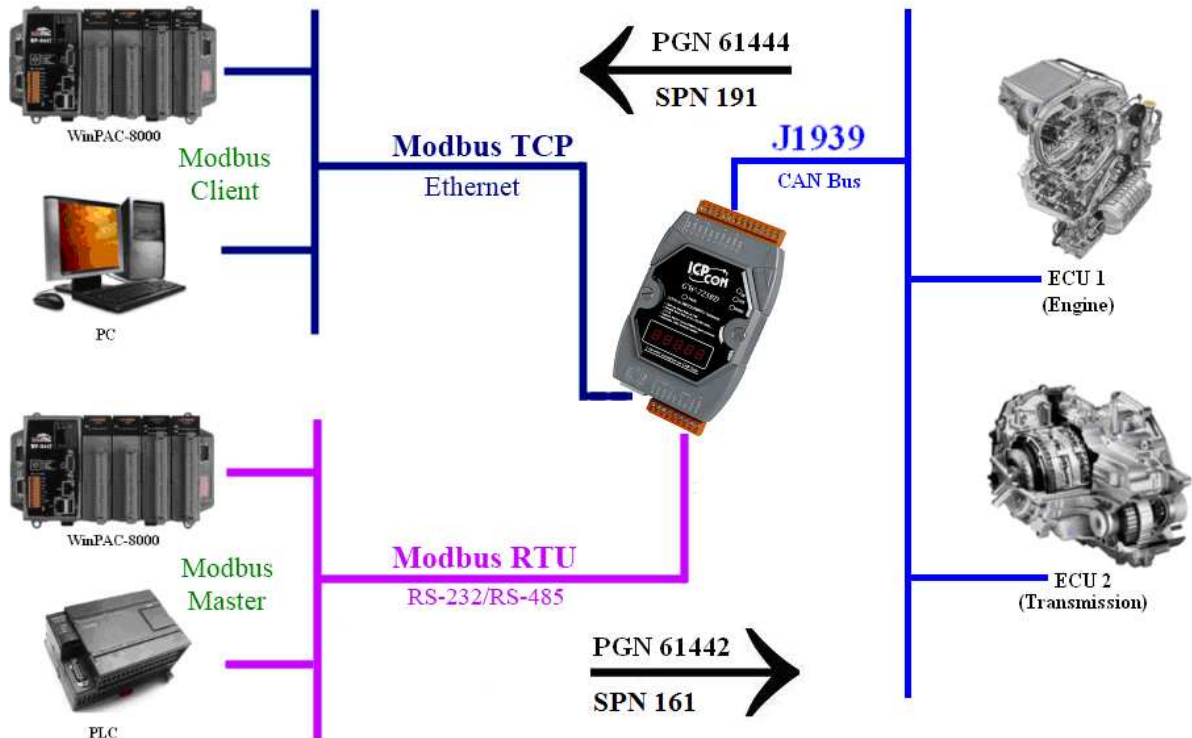 WinPAC-8000
Modbus
Client
PC
Modbus TCP
Ethernet
PGN 61444
SPN 191
J1939
CAN Bus
ICP
CON
GW-7238D
ECU 1
(Engine)
WinPAC-8000
Modbus
Master
PLC
Modbus RTU
RS-232/RS-485
PGN 61442
SPN 161
ECU 2
(Transmission)